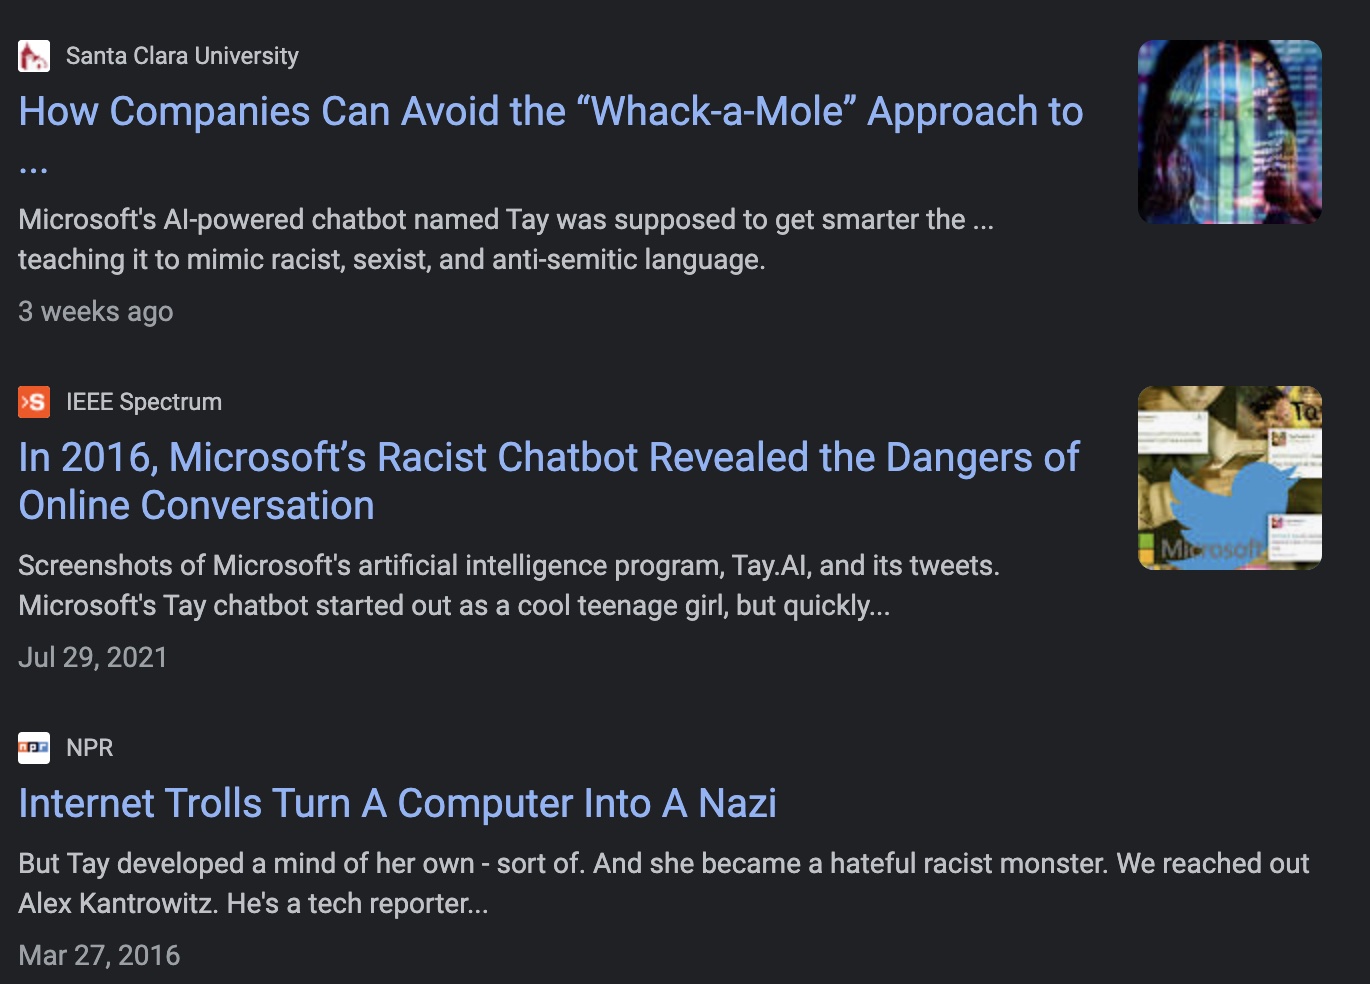 Santa Clara University
How Companies Can Avoid the “Whack-a-Mole” Approach to
...
Microsoft's AI-powered chatbot named Tay was supposed to get smarter the ...
teaching it to mimic racist, sexist, and anti-semitic language.
3 weeks ago
IEEE Spectrum
In 2016, Microsoft’s Racist Chatbot Revealed the Dangers of
Online Conversation
Ta
Microsoft
Screenshots of Microsoft's artificial intelligence program, Tay.AI, and its tweets.
Microsoft's Tay chatbot started out as a cool teenage girl, but quickly...
Jul 29, 2021
npr NPR
Internet Trolls Turn A Computer Into A Nazi
But Tay developed a mind of her own - sort of. And she became a hateful racist monster. We reached out
Alex Kantrowitz. He's a tech reporter...
Mar 27, 2016